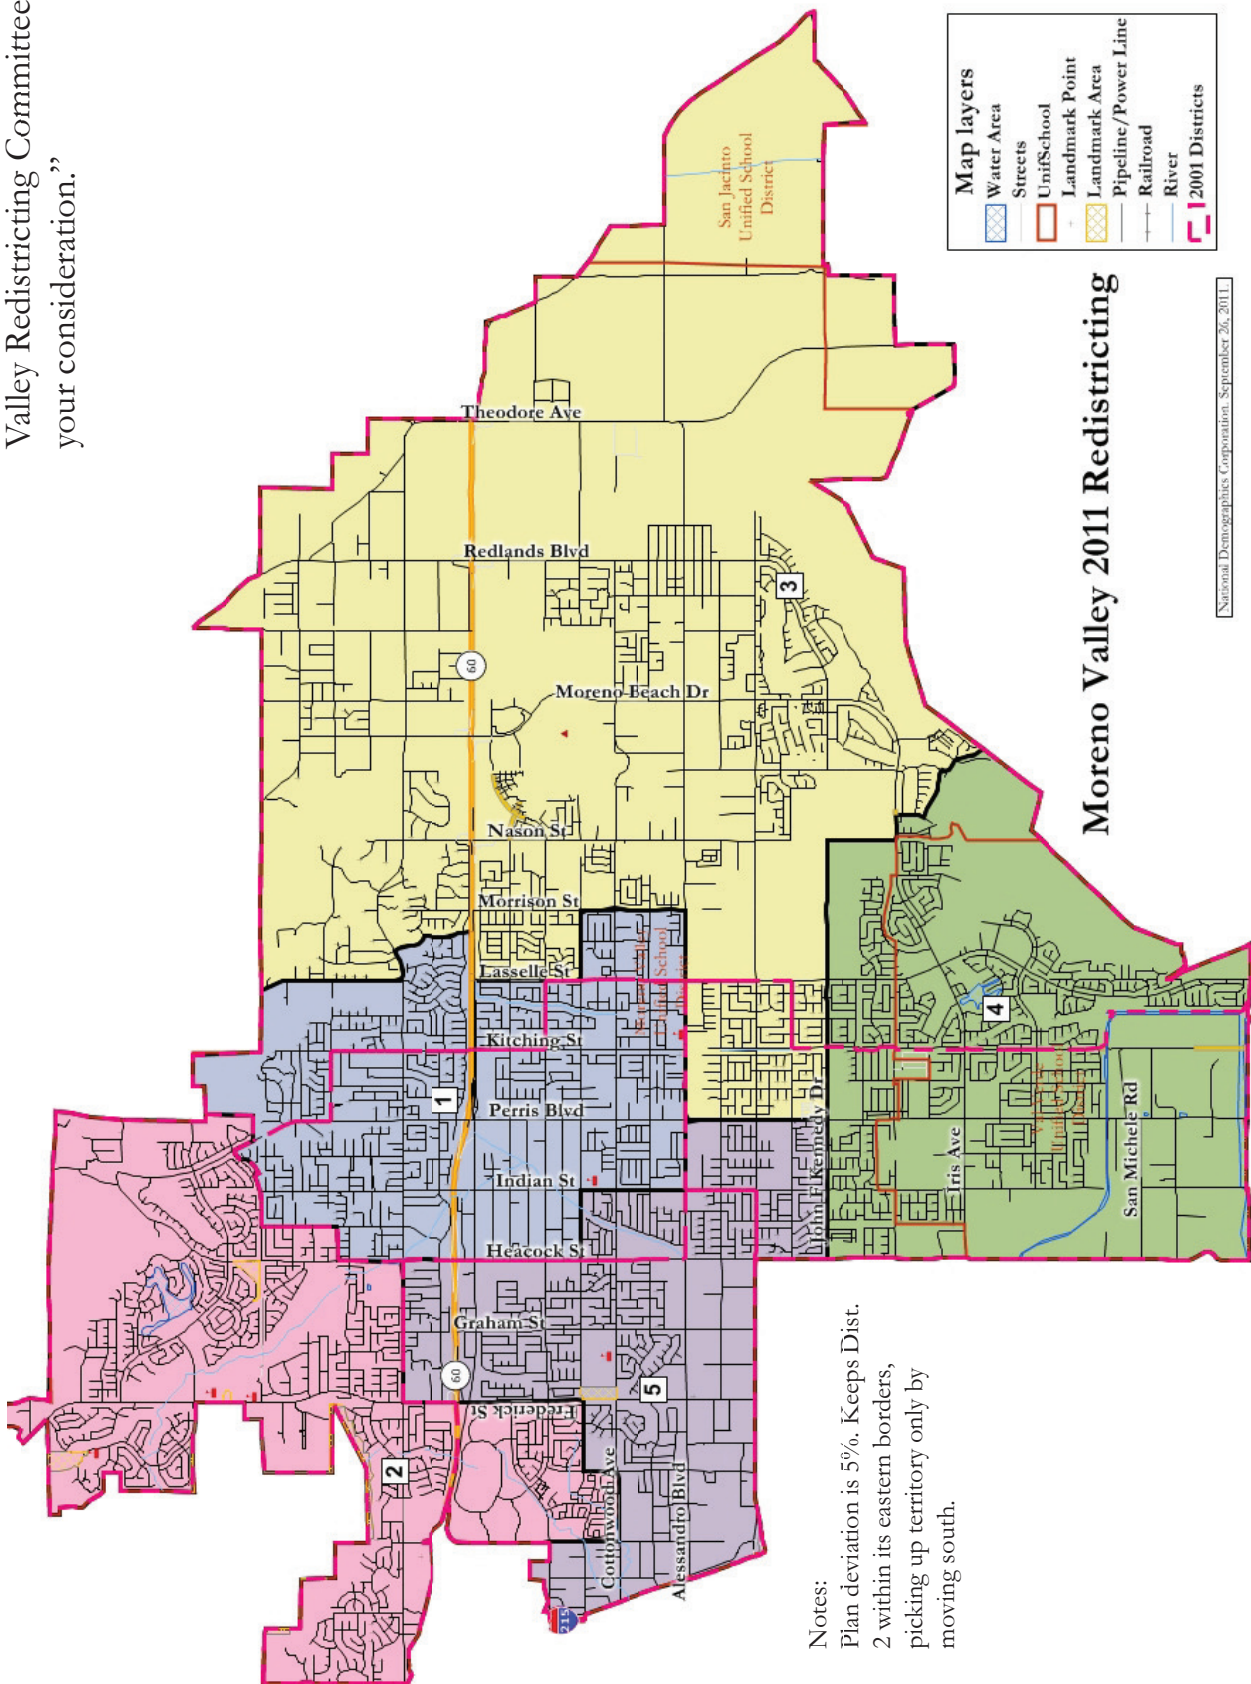 Valley Redistricting Committee
your consideration.”
San Jacinto
Unified School
District
Map layers
Water Area
Streets
UnifSchool
Landmark Point
Landmark Area
Pipeline/Power Line
Railroad
River
2001 Districts
Theodore Ave
Redlands Blvd
60
3
Moreno Beach Dr
Nason St
Morrison St
Lasselle St
Unified School
District
Kitching St
1
Perris Blvd
Indian St
Heacock St
Graham St
60
Frederick St
2
5
Cottonwood Ave
Alessandro Blvd
215
John F Kennedy Dr
4
Iris Ave
Unified School
San Michele Rd
Moreno Valley 2011 Redistricting
National Demographics Corporation. September 26, 2011.
Notes:
Plan deviation is 5%. Keeps Dist.
2 within its eastern borders,
picking up territory only by
moving south.